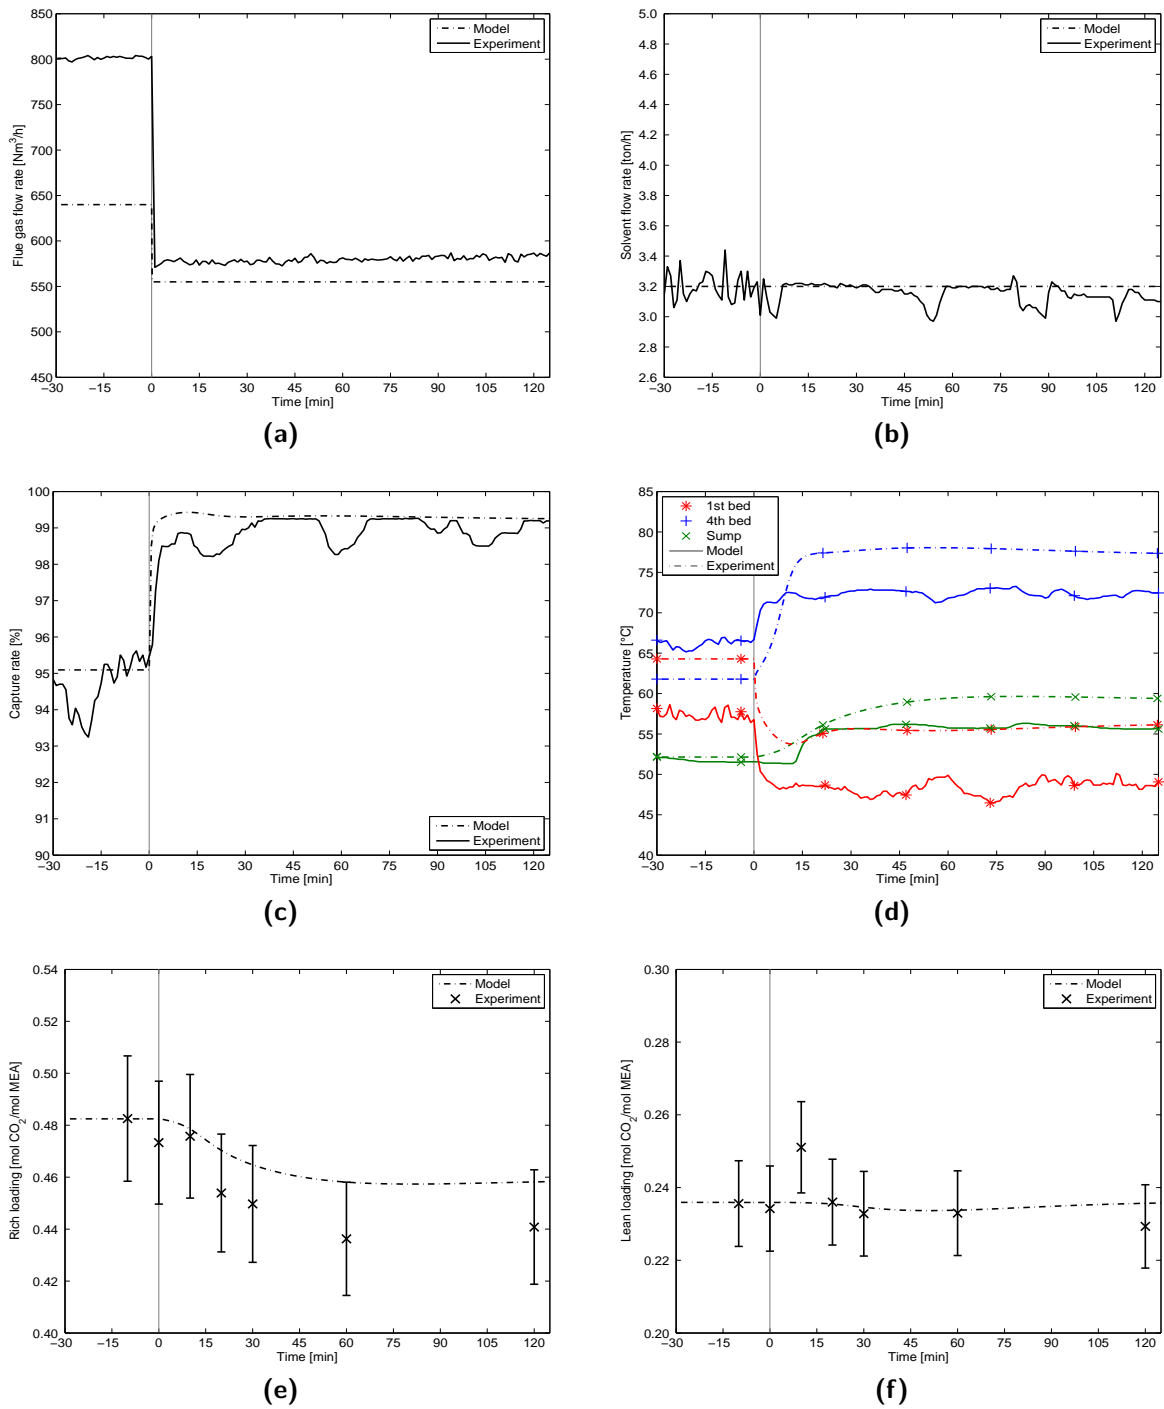 850
800
750
700
650
600
550
500
450
Flue gas flow rate [Nm³/h]
Model
Experiment
−30 −15 0 15 30 45 60 75 90 105 120
Time [min]
(a)
5.0
4.8
4.6
4.4
4.2
4.0
3.8
3.6
3.4
3.2
3.0
2.8
2.6
Solvent flow rate [ton/h]
Model
Experiment
−30 −15 0 15 30 45 60 75 90 105 120
Time [min]
(b)
100
99
98
97
96
95
94
93
92
91
90
Capture rate [%]
Model
Experiment
−30 −15 0 15 30 45 60 75 90 105 120
Time [min]
(c)
85
80
75
70
65
60
55
50
45
40
Temperature [°C]
1st bed
4th bed
Sump
Model
Experiment
−30 −15 0 15 30 45 60 75 90 105 120
Time [min]
(d)
0.54
0.52
0.50
0.48
0.46
0.44
0.42
0.40
Rich loading [mol CO₂/mol MEA]
Model
Experiment
−30 −15 0 15 30 45 60 75 90 105 120
Time [min]
(e)
0.30
0.28
0.26
0.24
0.22
0.20
Lean loading [mol CO₂/mol MEA]
Model
Experiment
−30 −15 0 15 30 45 60 75 90 105 120
Time [min]
(f)